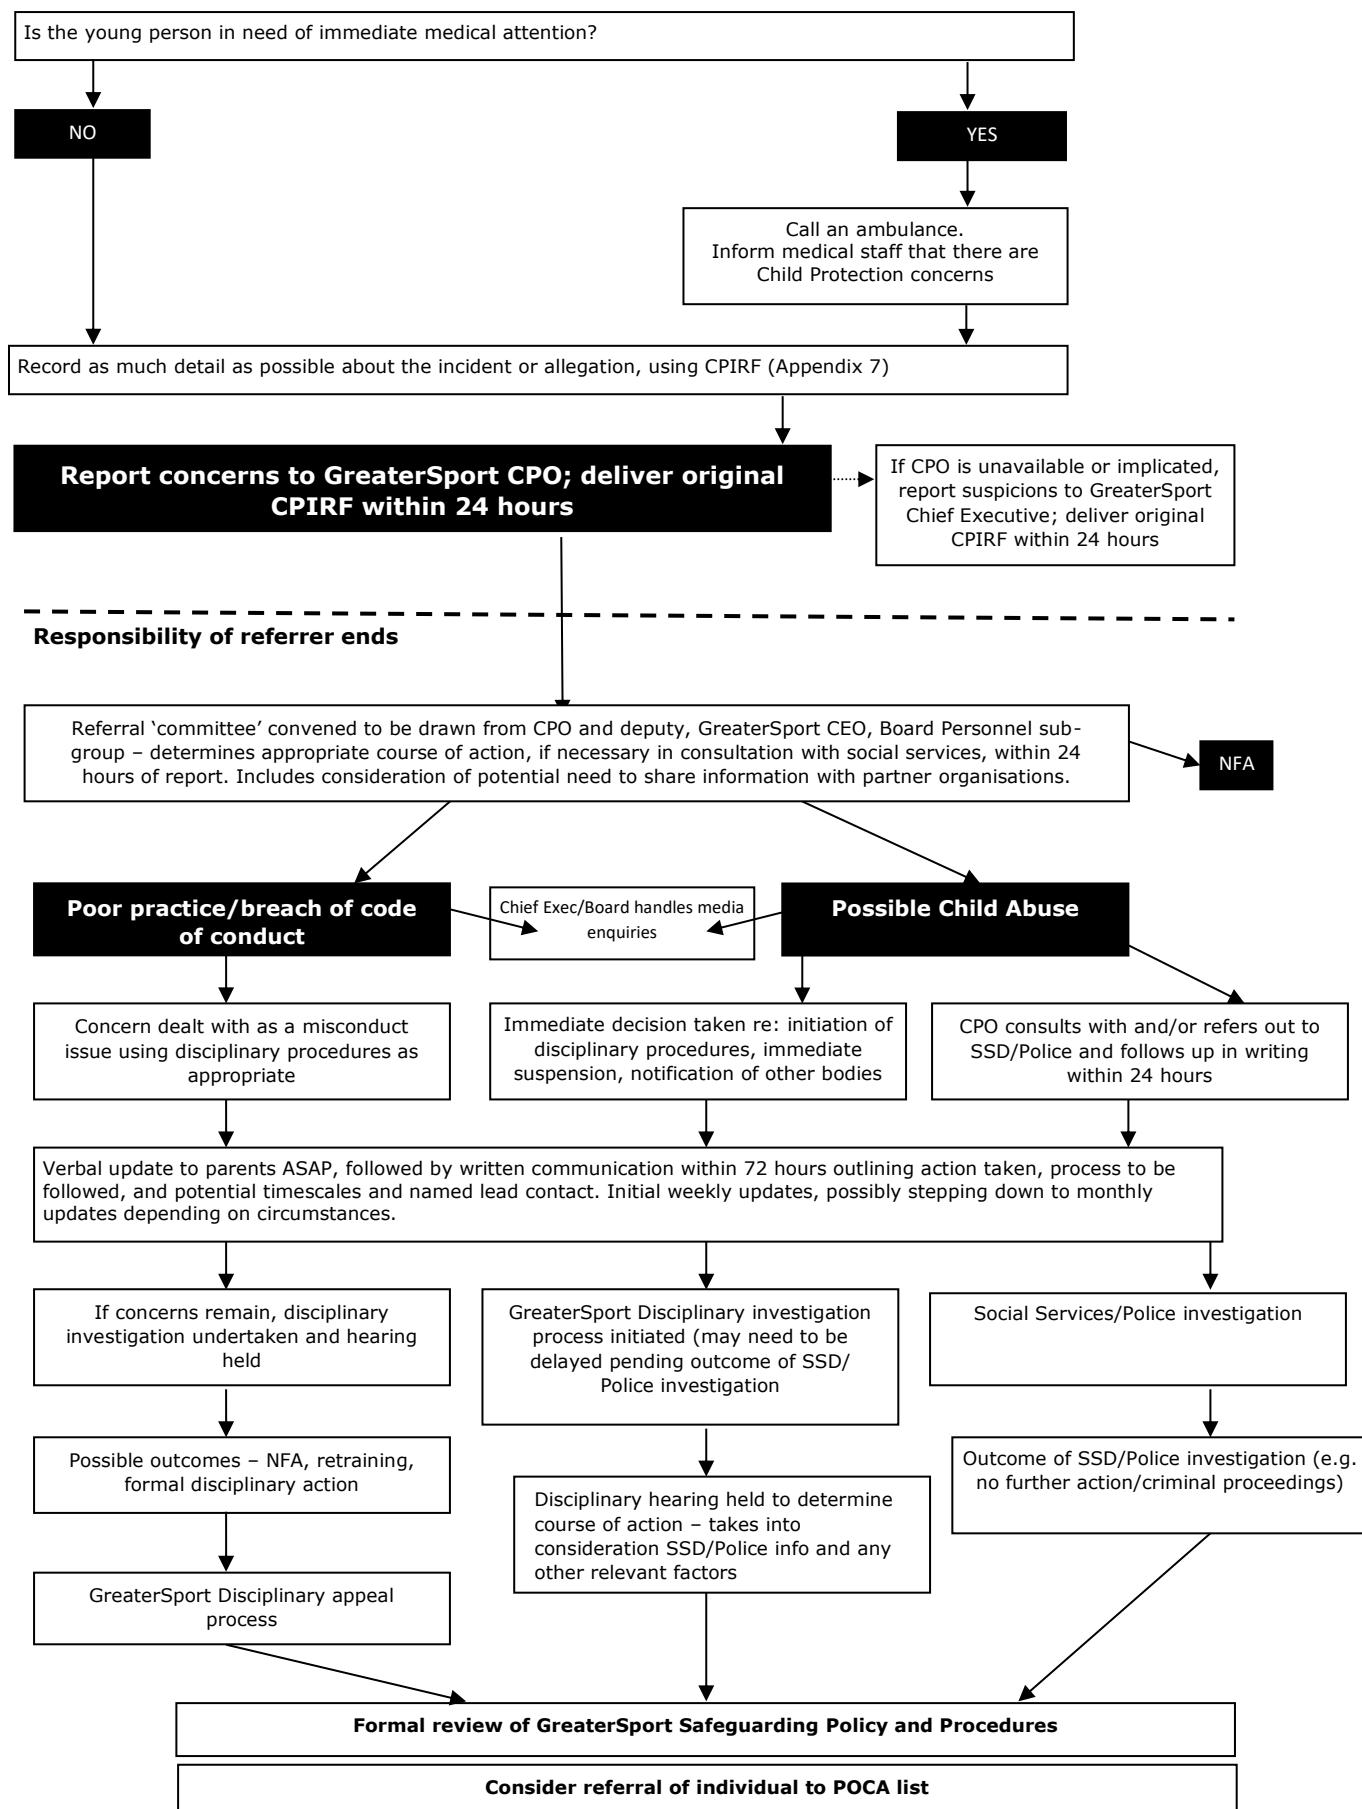 Is the young person in need of immediate medical attention?
NO
YES
Call an ambulance.
Inform medical staff that there are
Child Protection concerns
Record as much detail as possible about the incident or allegation, using CPIRF (Appendix 7)
Report concerns to GreaterSport CPO; deliver original
CPIRF within 24 hours
If CPO is unavailable or implicated,
report suspicions to GreaterSport
Chief Executive; deliver original
CPIRF within 24 hours
Responsibility of referrer ends
Referral ‘committee’ convened to be drawn from CPO and deputy, GreaterSport CEO, Board Personnel sub-
group – determines appropriate course of action, if necessary in consultation with social services, within 24
hours of report. Includes consideration of potential need to share information with partner organisations.
NFA
Poor practice/breach of code
of conduct
Chief Exec/Board handles media
enquiries
Possible Child Abuse
Concern dealt with as a misconduct
issue using disciplinary procedures as
appropriate
Immediate decision taken re: initiation of
disciplinary procedures, immediate
suspension, notification of other bodies
CPO consults with and/or refers out to
SSD/Police and follows up in writing
within 24 hours
Verbal update to parents ASAP, followed by written communication within 72 hours outlining action taken, process to be
followed, and potential timescales and named lead contact. Initial weekly updates, possibly stepping down to monthly
updates depending on circumstances.
If concerns remain, disciplinary
investigation undertaken and hearing
held
GreaterSport Disciplinary investigation
process initiated (may need to be
delayed pending outcome of SSD/
Police investigation
Social Services/Police investigation
Possible outcomes – NFA, retraining,
formal disciplinary action
Disciplinary hearing held to determine
course of action – takes into
consideration SSD/Police info and any
other relevant factors
Outcome of SSD/Police investigation (e.g.
no further action/criminal proceedings)
GreaterSport Disciplinary appeal
process
Formal review of GreaterSport Safeguarding Policy and Procedures
Consider referral of individual to POCA list